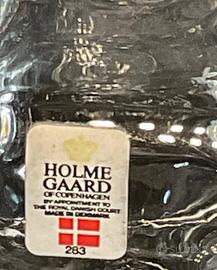 HOLME
GAARD
OF COPENHAGEN
BY APPOINTMENT TO
THE ROYAL DANISH COURT
MADE IN DENMARK
283